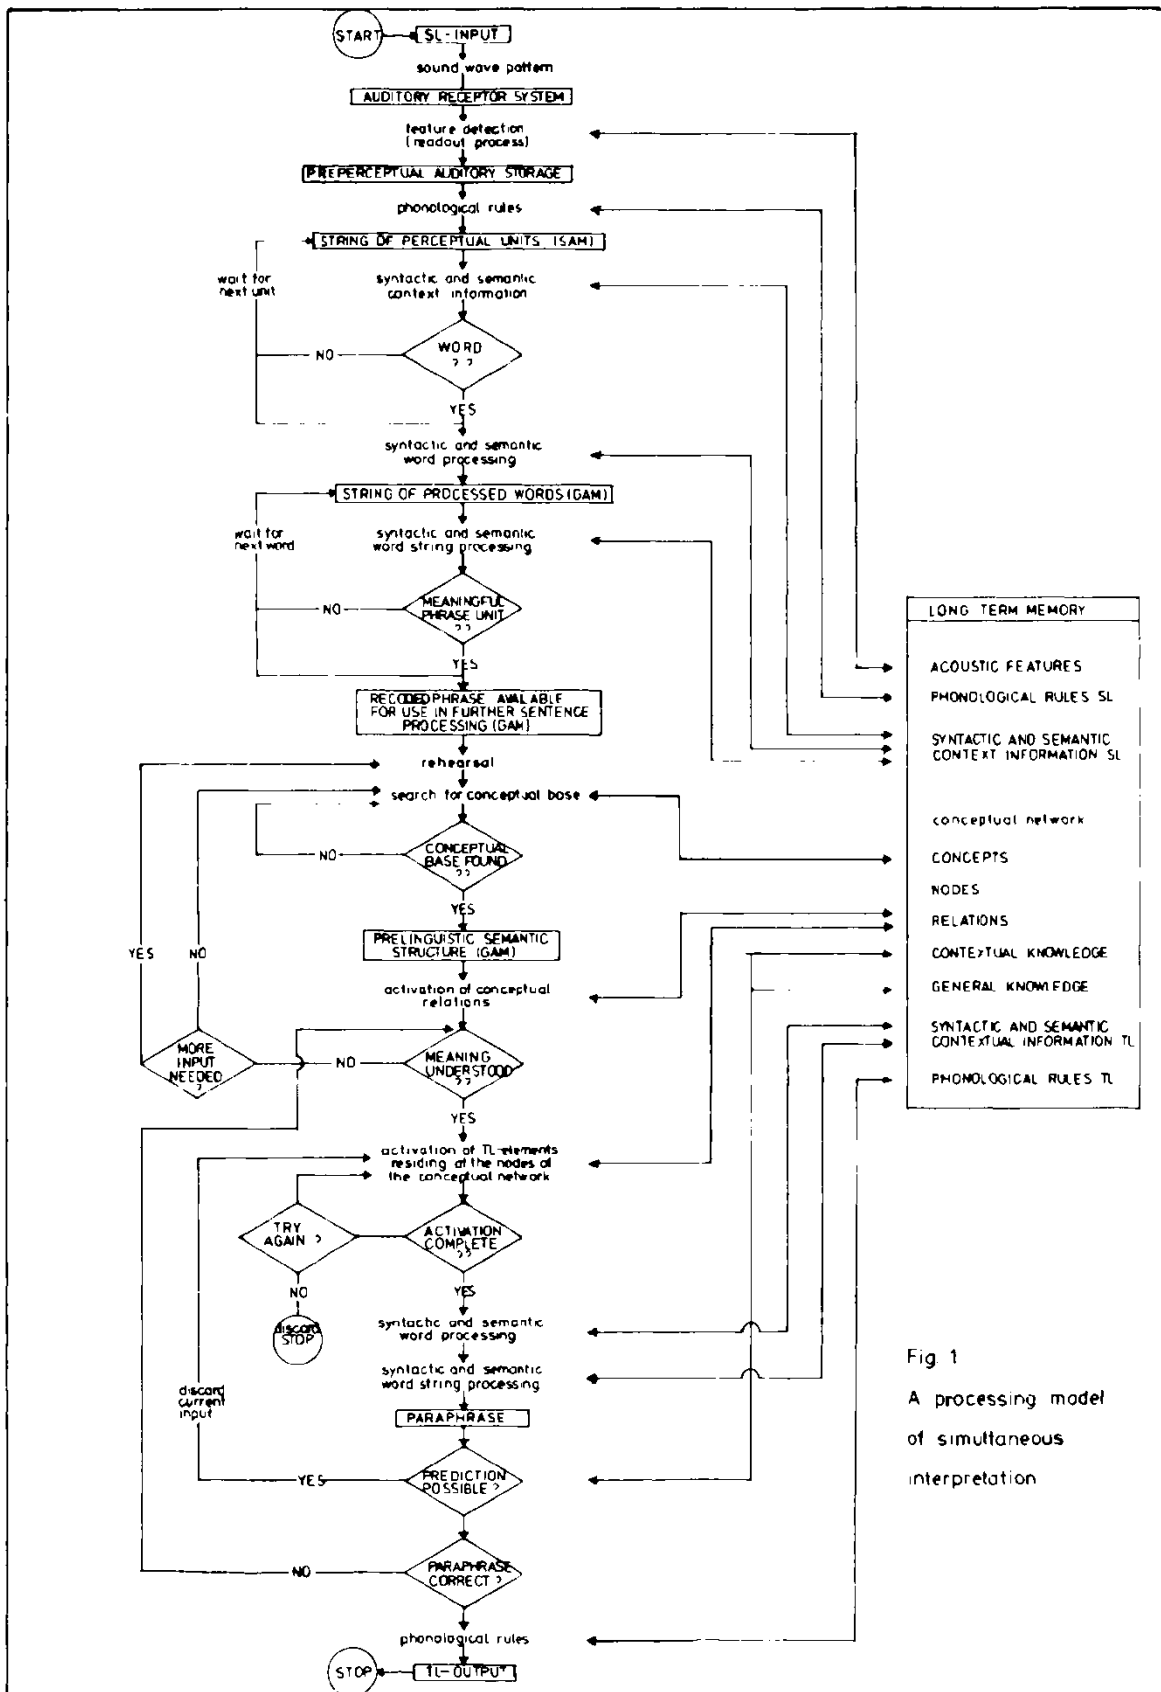 START
SL-INPUT
sound wave pattern
AUDITORY RECEPTOR SYSTEM
feature detection
(readout process)
PREPERCEPTUAL AUDITORY STORAGE
phonological rules
STRING OF PERCEPTUAL UNITS (SAM)
wait for
next unit
syntactic and semantic
context information
WORD
? ?
NO
YES
syntactic and semantic
word processing
STRING OF PROCESSED WORDS (GAM)
wait for
next word
syntactic and semantic
word string processing
MEANINGFUL
PHRASE UNIT
? ?
NO
YES
RECODED PHRASE AVAILABLE
FOR USE IN FURTHER SENTENCE
PROCESSING (GAM)
rehearsal
search for conceptual base
CONCEPTUAL
BASE FOUND
? ?
NO
YES
PRELINGUISTIC SEMANTIC
STRUCTURE (GAM)
YES
NO
activation of conceptual
relations
MORE
INPUT
NEEDED
?
NO
MEANING
UNDERSTOOD
? ?
YES
activation of TL-elements
residing at the nodes of
the conceptual network
TRY
AGAIN ?
ACTIVATION
COMPLETE
? ?
NO
YES
discard
STOP
syntactic and semantic
word processing
syntactic and semantic
word string processing
discard
current
input
PARAPHRASE
YES
PREDICTION
POSSIBLE ?
NO
PARAPHRASE
CORRECT ?
phonological rules
STOP
TL-OUTPUT
LONG TERM MEMORY
ACOUSTIC FEATURES
PHONOLOGICAL RULES SL
SYNTACTIC AND SEMANTIC
CONTEXT INFORMATION SL
conceptual network
CONCEPTS
NODES
RELATIONS
CONTEXTUAL KNOWLEDGE
GENERAL KNOWLEDGE
SYNTACTIC AND SEMANTIC
CONTEXTUAL INFORMATION TL
PHONOLOGICAL RULES TL
Fig. 1
A processing model
of simultaneous
interpretation